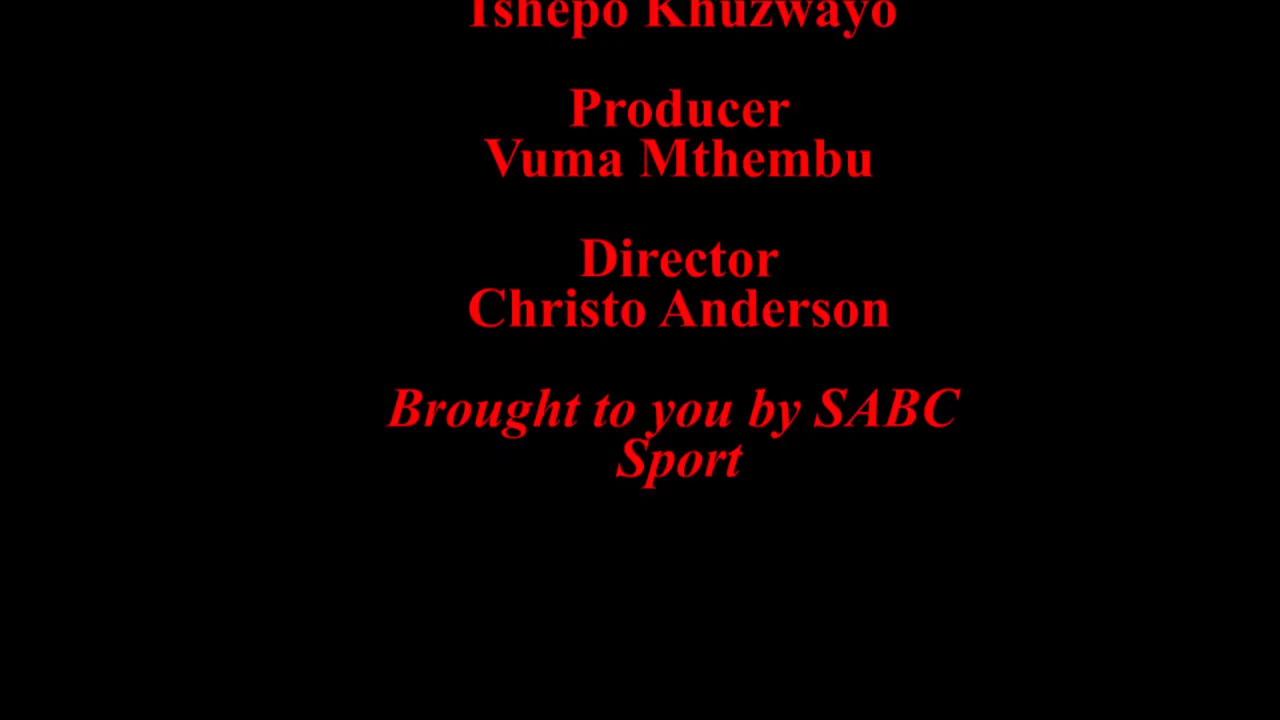 Tshepo Khuzwayo
Producer
Vuma Mthembu
Director
Christo Anderson
Brought to you by SABC
Sport